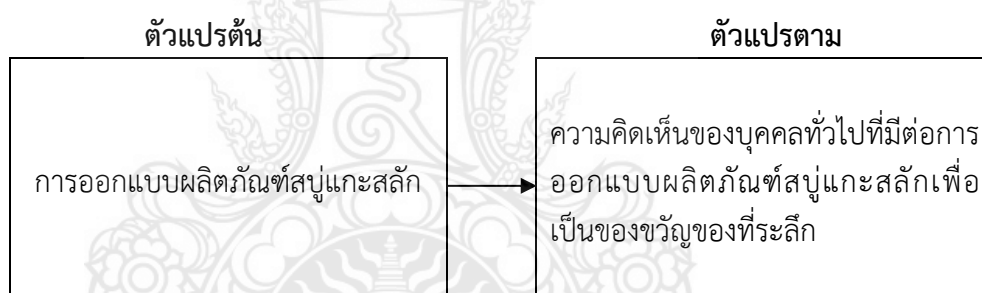 ตัวแปรต้น
ตัวแปรตาม
การออกแบบผลิตภัณฑ์สบู่แกะสลัก
ความคิดเห็นของบุคคลทั่วไปที่มีต่อการ
ออกแบบผลิตภัณฑ์สบู่แกะสลักเพื่อ
เป็นของขวัญของที่ระลึก